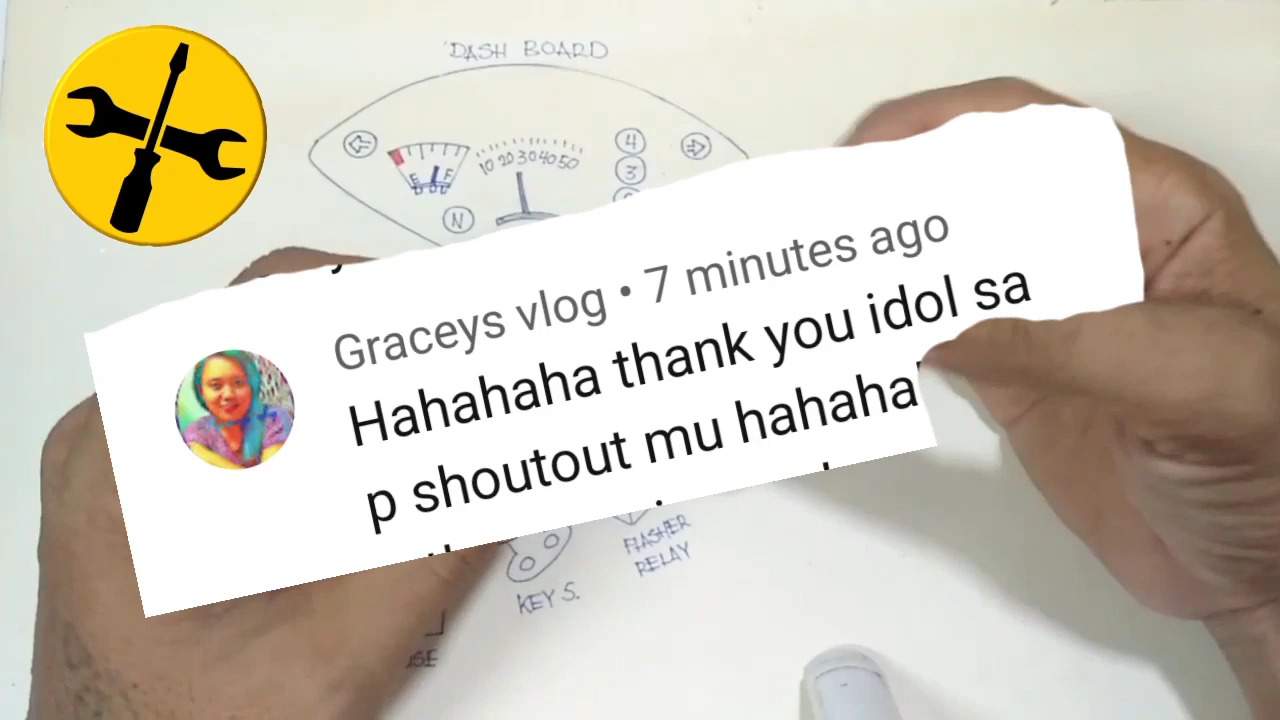 DASH BOARD
4
3
10 20 30 40 50
E F
N
Graceys vlog • 7 minutes ago
Hahahaha thank you idol sa
p shoutout mu hahaha
FLASHER
RELAY
KEY S.